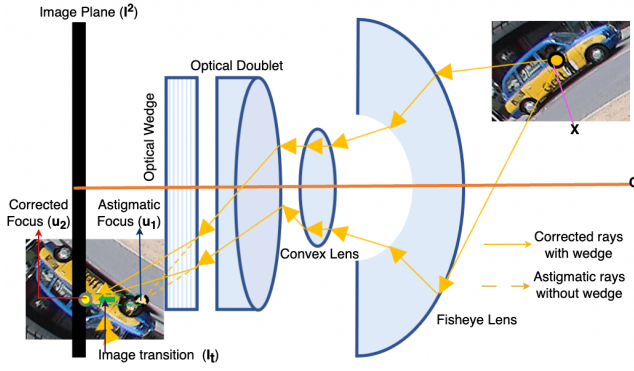 Image Plane (I²)
Optical Doublet
Optical Wedge
X
Corrected
Focus (u₂)
Astigmatic
Focus (u₁)
Convex Lens
Corrected rays
with wedge
Astigmatic rays
without wedge
Fisheye Lens
Image transition (Iₜ)